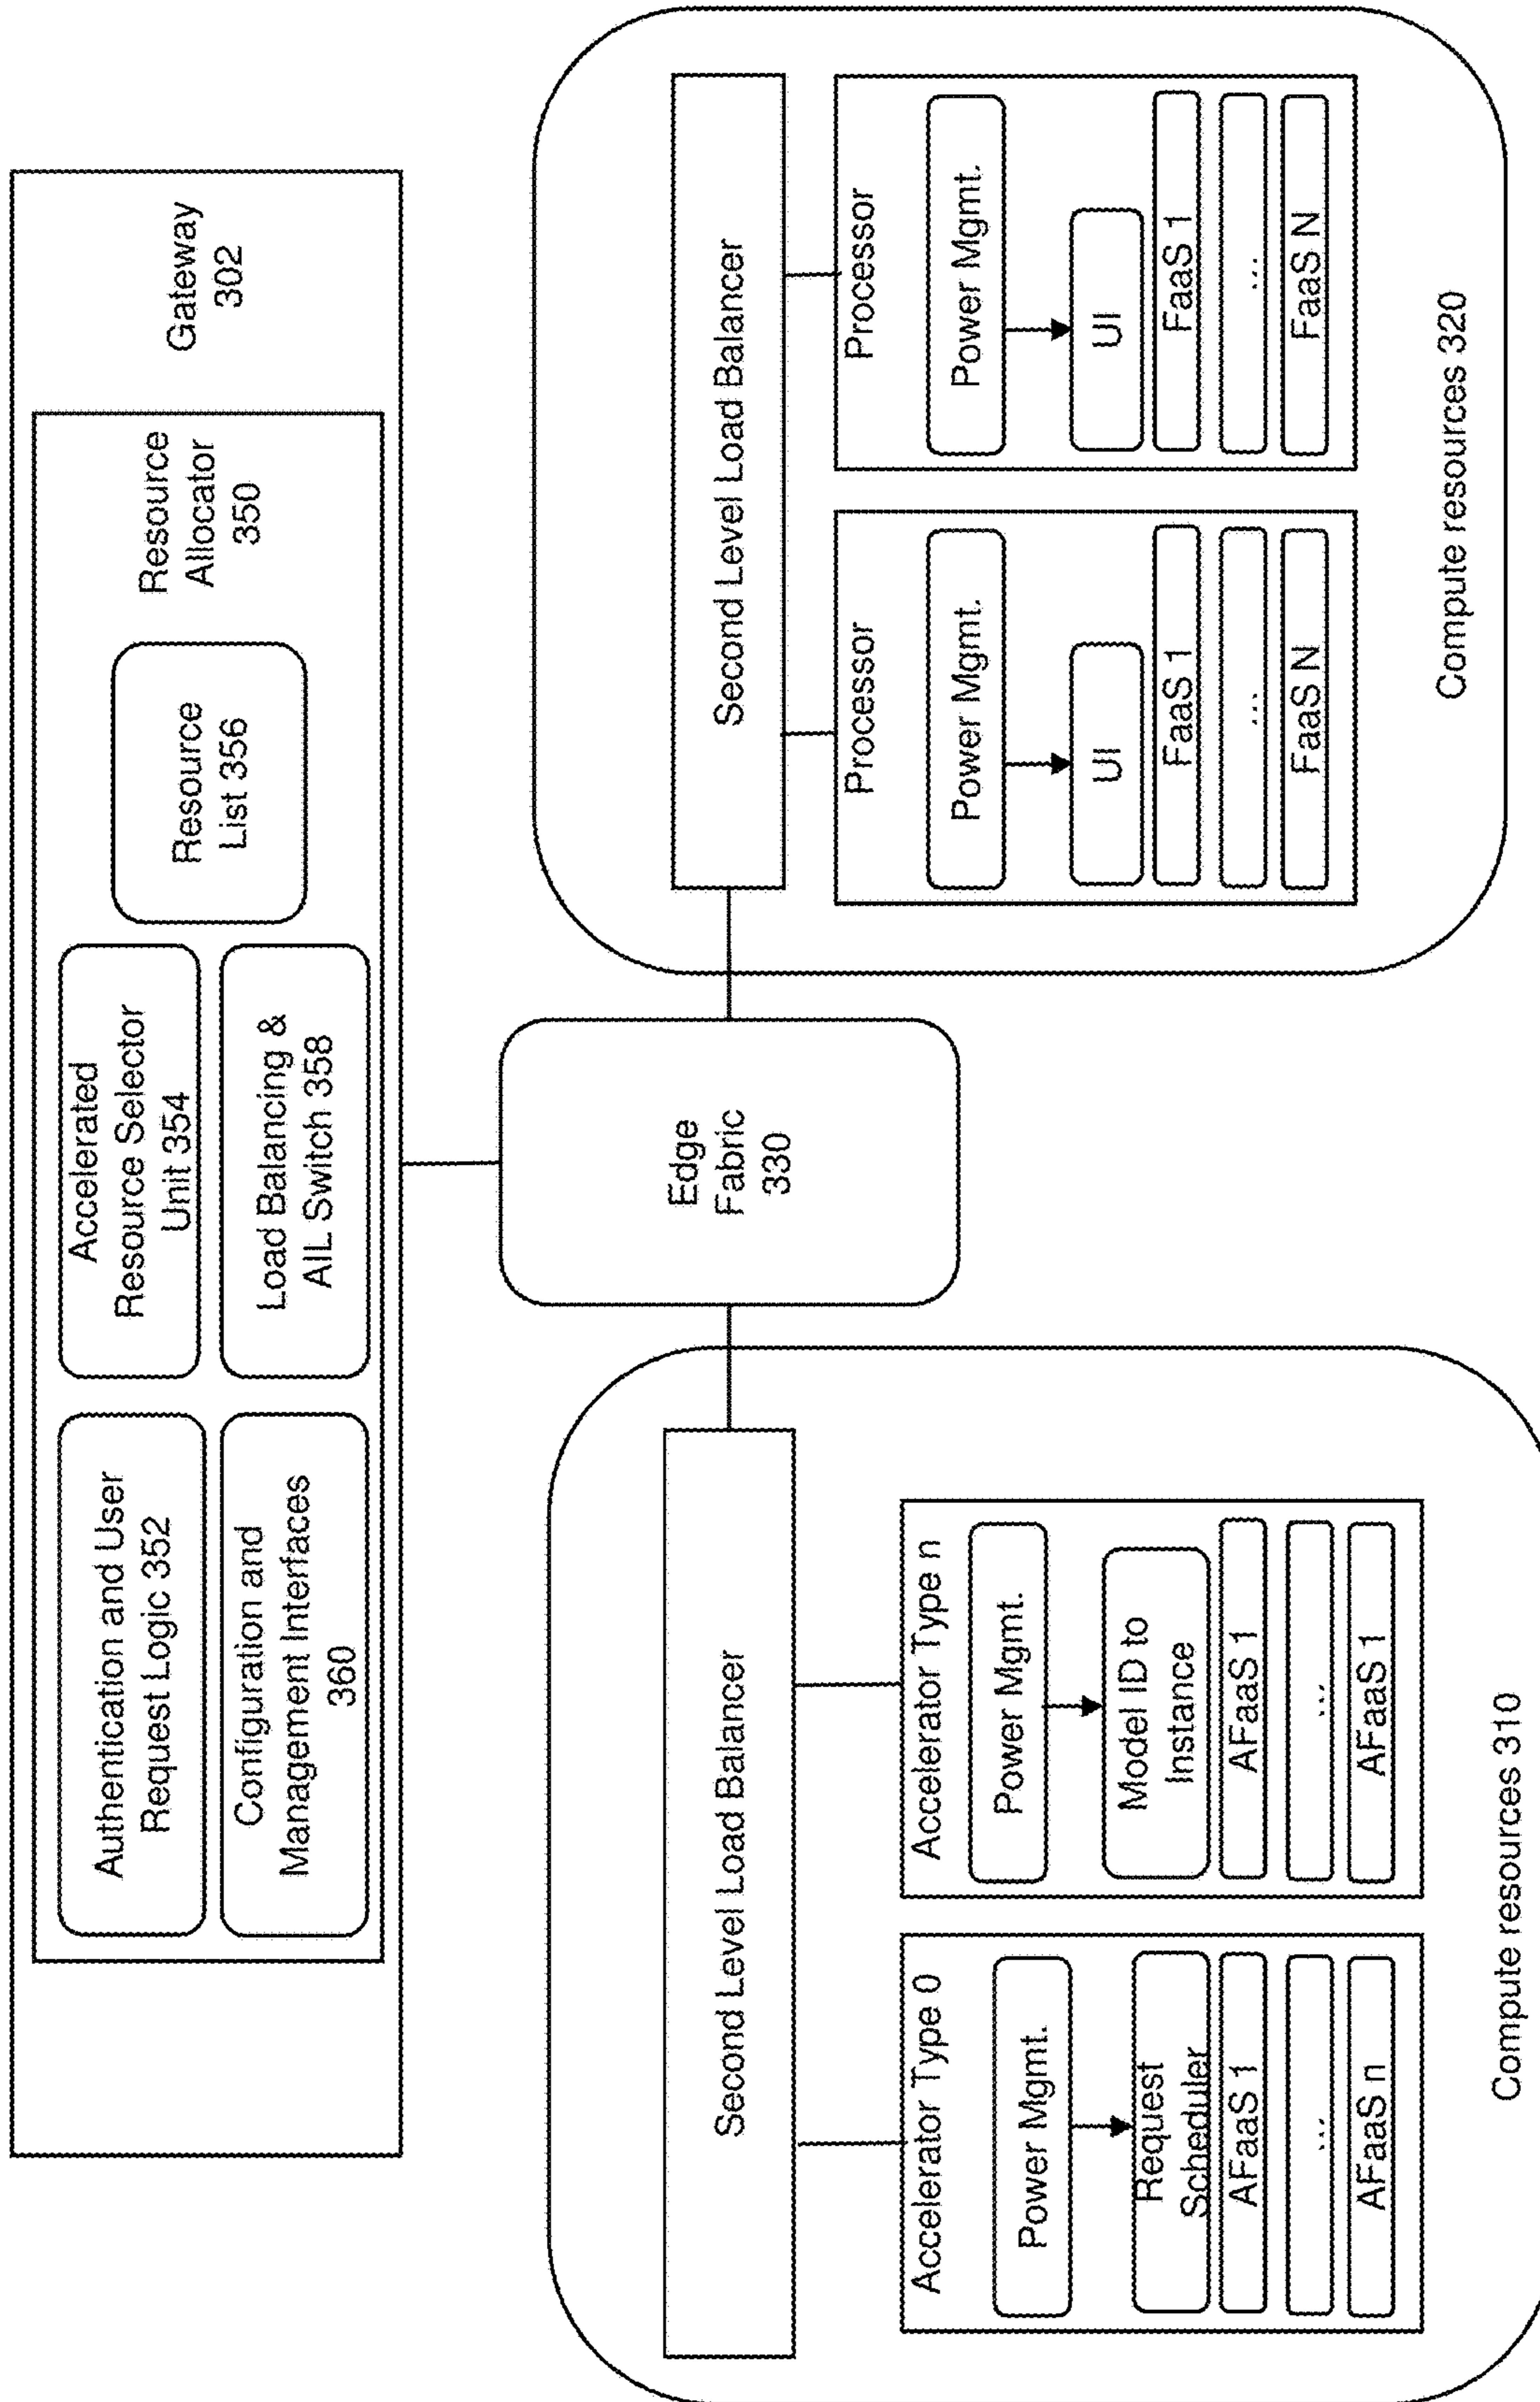 Gateway
302
Resource
Allocator
350
Authentication and User
Request Logic 352
Accelerated
Resource Selector
Unit 354
Resource
List 356
Configuration and
Management Interfaces
360
Load Balancing &
AIL Switch 358
Edge
Fabric
330
Second Level Load Balancer
Accelerator Type 0
Power Mgmt.
Request
Scheduler
AFaaS 1
...
AFaaS n
Accelerator Type n
Power Mgmt.
Model ID to
Instance
AFaaS 1
...
AFaaS 1
Compute resources 310
Second Level Load Balancer
Processor
Power Mgmt.
UI
FaaS 1
...
FaaS N
Processor
Power Mgmt.
UI
FaaS 1
...
FaaS N
Compute resources 320